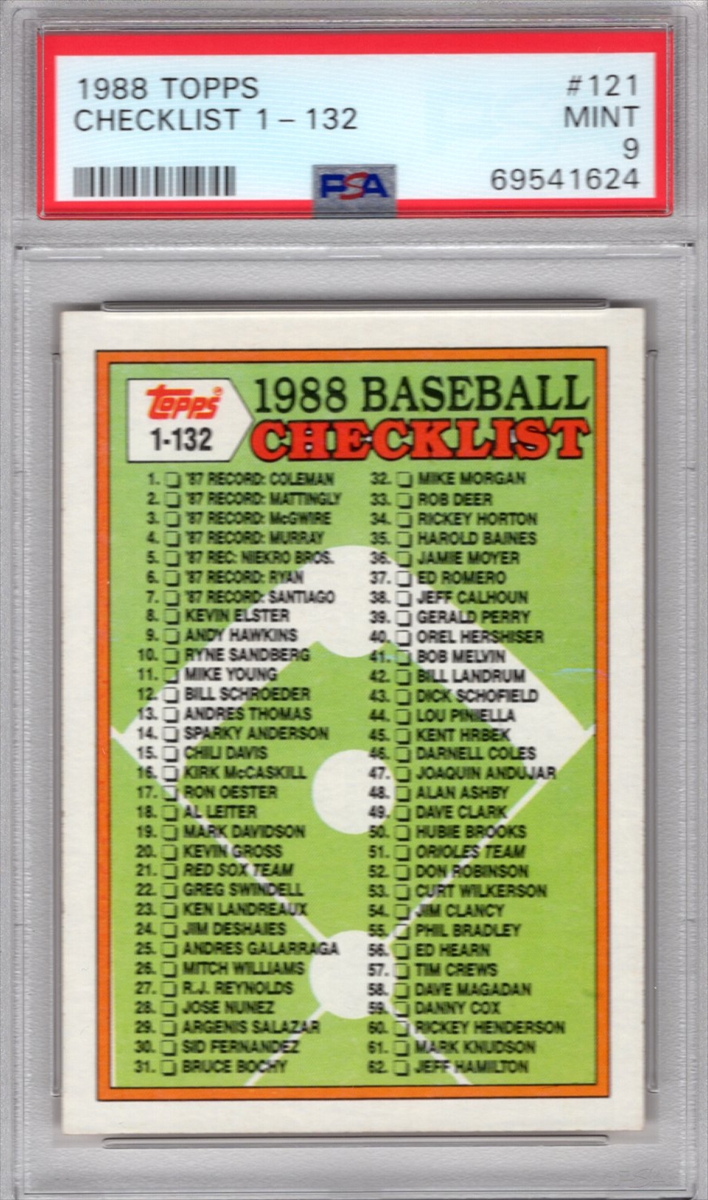 1988 TOPPS #121
CHECKLIST 1 – 132 MINT
9
PSA 69541624
TOPPS®
1-132
1988 BASEBALL
CHECKLIST
1. '87 RECORD: COLEMAN
2. '87 RECORD: MATTINGLY
3. '87 RECORD: McGWIRE
4. '87 RECORD: MURRAY
5. '87 REC: NIEKRO BROS.
6. '87 RECORD: RYAN
7. '87 RECORD: SANTIAGO
8. KEVIN ELSTER
9. ANDY HAWKINS
10. RYNE SANDBERG
11. MIKE YOUNG
12. BILL SCHROEDER
13. ANDRES THOMAS
14. SPARKY ANDERSON
15. CHILI DAVIS
16. KIRK McCASKILL
17. RON OESTER
18. AL LEITER
19. MARK DAVIDSON
20. KEVIN GROSS
21. RED SOX TEAM
22. GREG SWINDELL
23. KEN LANDREAUX
24. JIM DESHAIES
25. ANDRES GALARRAGA
26. MITCH WILLIAMS
27. R.J. REYNOLDS
28. JOSE NUNEZ
29. ARGENIS SALAZAR
30. SID FERNANDEZ
31. BRUCE BOCHY
32. MIKE MORGAN
33. ROB DEER
34. RICKEY HORTON
35. HAROLD BAINES
36. JAMIE MOYER
37. ED ROMERO
38. JEFF CALHOUN
39. GERALD PERRY
40. OREL HERSHISER
41. BOB MELVIN
42. BILL LANDRUM
43. DICK SCHOFIELD
44. LOU PINIELLA
45. KENT HRBEK
46. DARNELL COLES
47. JOAQUIN ANDUJAR
48. ALAN ASHBY
49. DAVE CLARK
50. HUBIE BROOKS
51. ORIOLES TEAM
52. DON ROBINSON
53. CURT WILKERSON
54. JIM CLANCY
55. PHIL BRADLEY
56. ED HEARN
57. TIM CREWS
58. DAVE MAGADAN
59. DANNY COX
60. RICKEY HENDERSON
61. MARK KNUDSON
62. JEFF HAMILTON